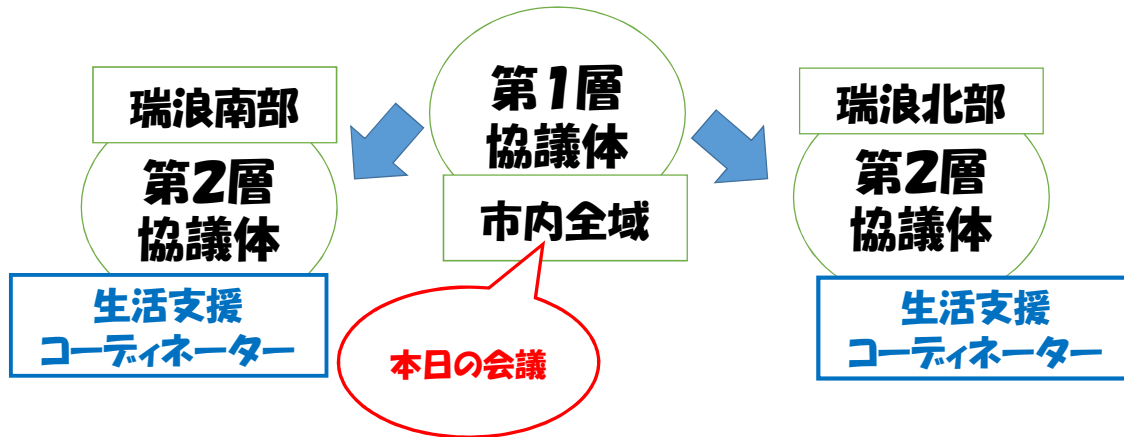 瑞浪南部
第2層
協議体
生活支援
コーディネーター
第1層
協議体
市内全域
本日の会議
瑞浪北部
第2層
協議体
生活支援
コーディネーター